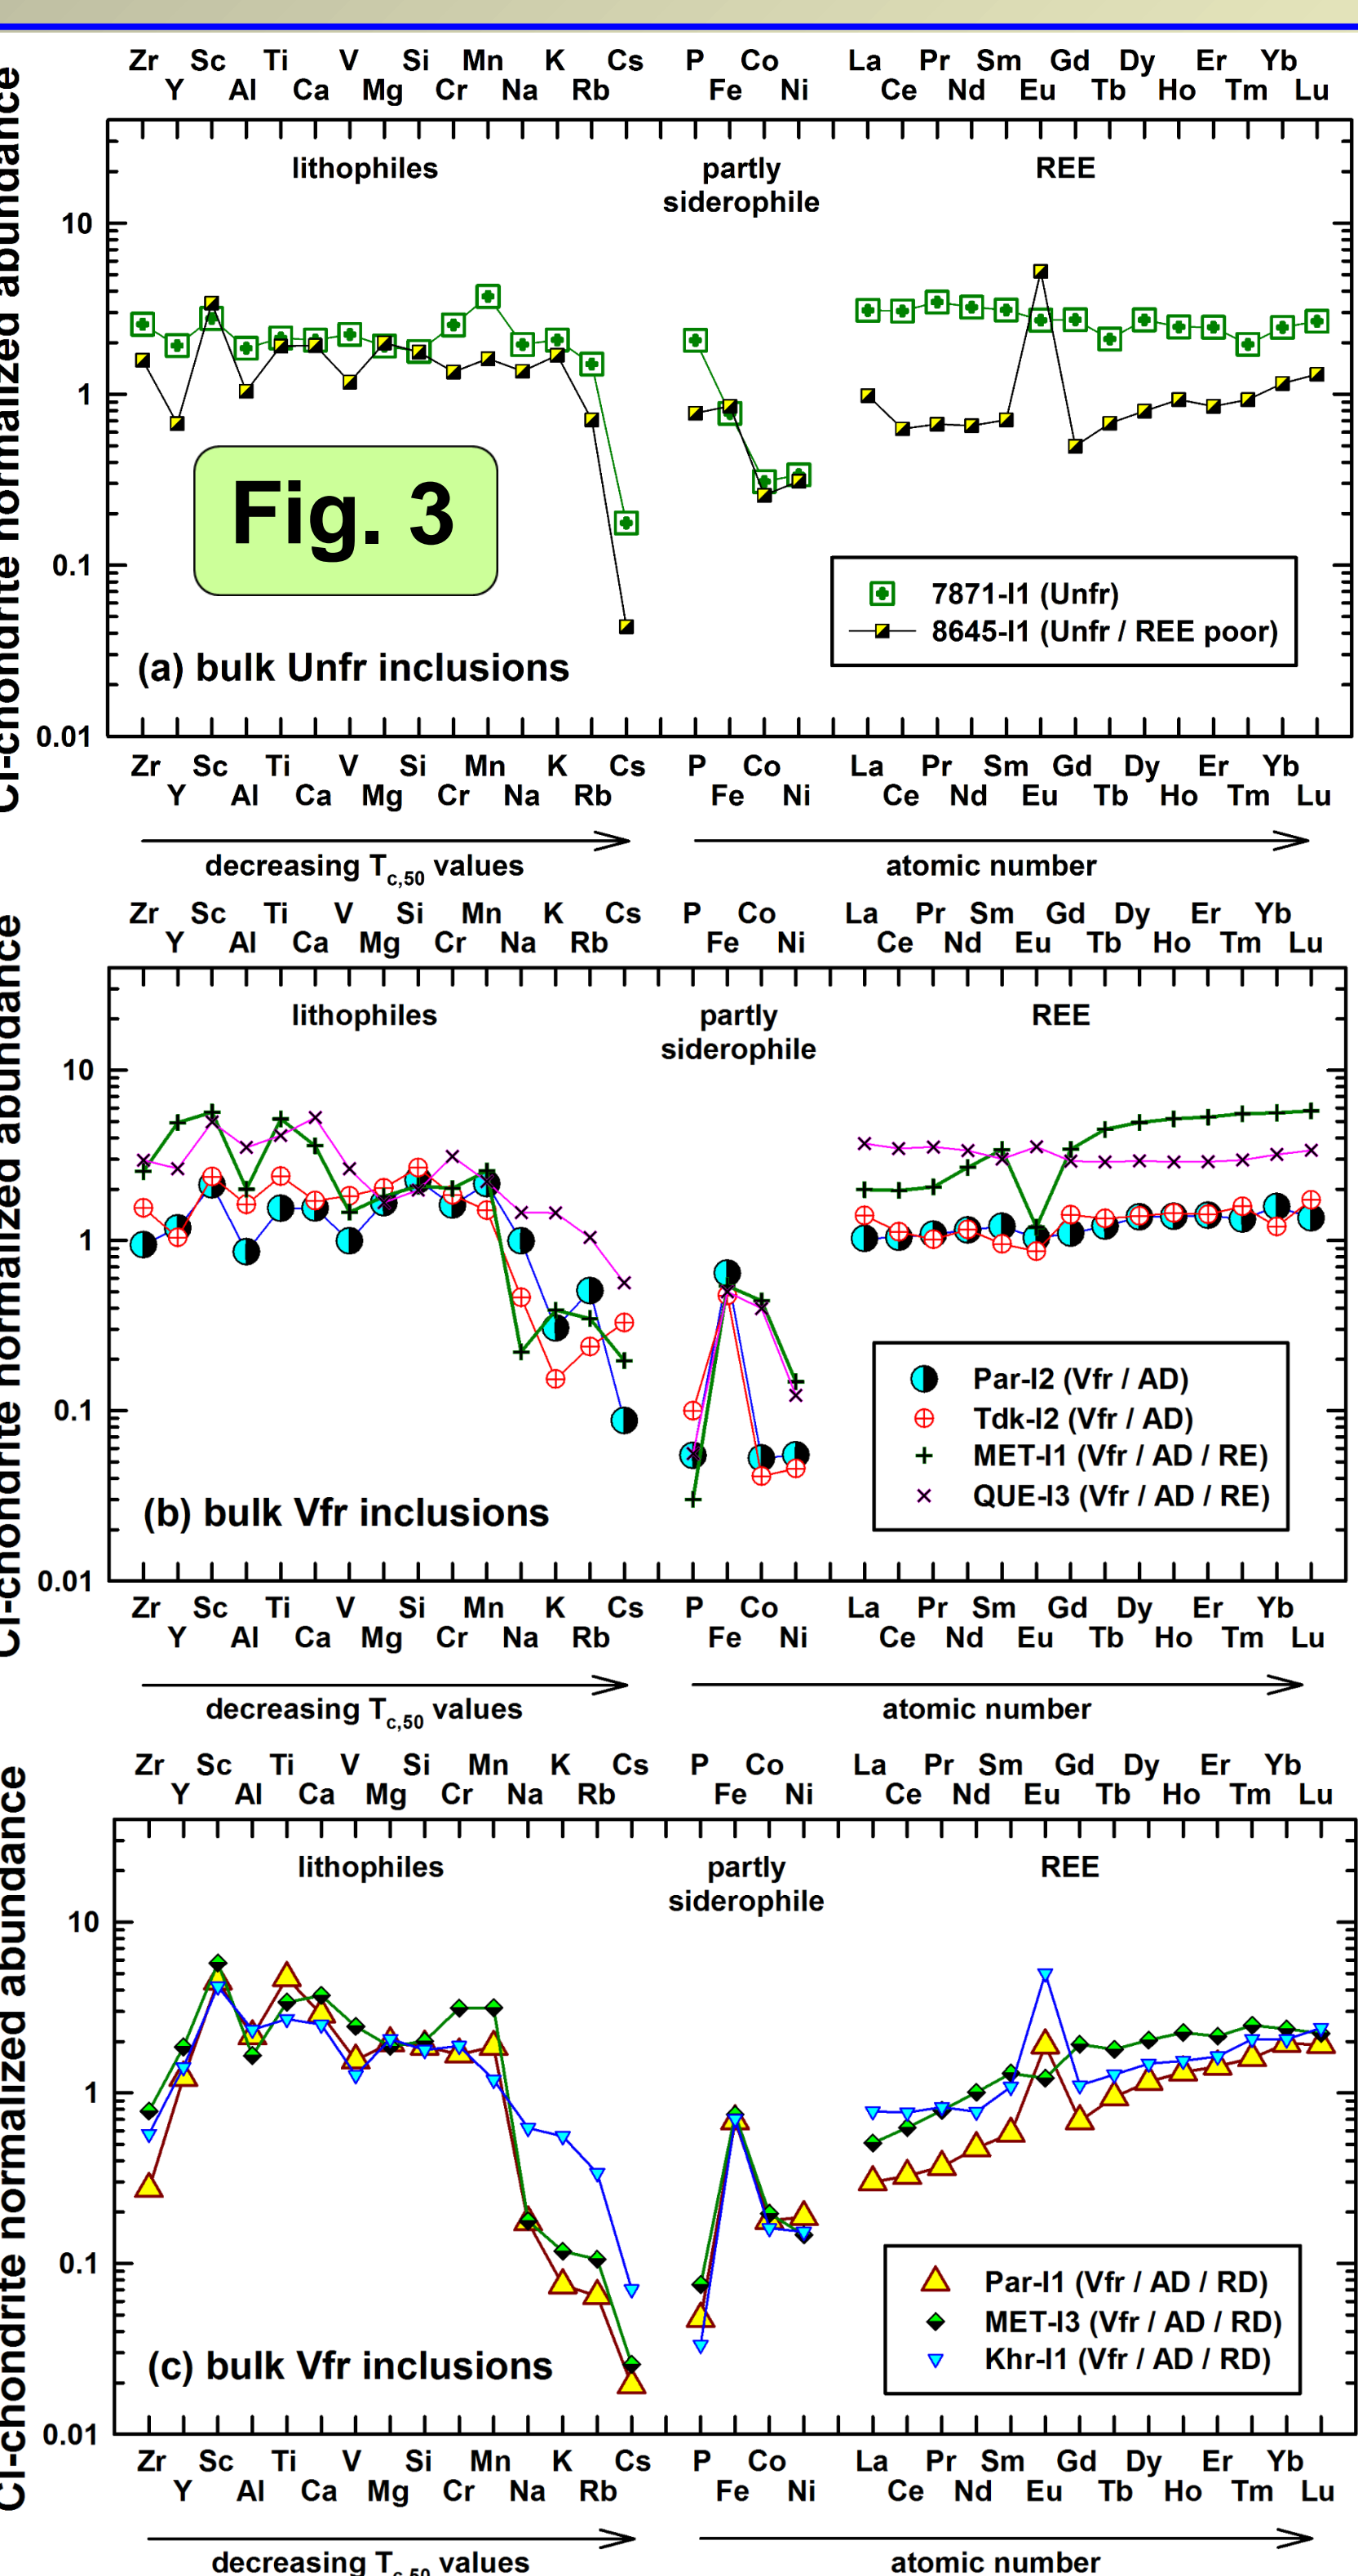 Zr Sc Ti V Si Mn K Cs P Co La Pr Sm Gd Dy Er Yb
Y Al Ca Mg Cr Na Rb Fe Ni Ce Nd Eu Tb Ho Tm Lu
CI-chondrite normalized abundance
lithophiles partly REE
siderophile
10
1
0.1
0.01
Fig. 3
7871-I1 (Unfr)
8645-I1 (Unfr / REE poor)
(a) bulk Unfr inclusions
Zr Sc Ti V Si Mn K Cs P Co La Pr Sm Gd Dy Er Yb
Y Al Ca Mg Cr Na Rb Fe Ni Ce Nd Eu Tb Ho Tm Lu
decreasing Tc,50 values atomic number
Zr Sc Ti V Si Mn K Cs P Co La Pr Sm Gd Dy Er Yb
Y Al Ca Mg Cr Na Rb Fe Ni Ce Nd Eu Tb Ho Tm Lu
CI-chondrite normalized abundance
lithophiles partly REE
siderophile
10
1
0.1
0.01
Par-I2 (Vfr / AD)
Tdk-I2 (Vfr / AD)
MET-I1 (Vfr / AD / RE)
QUE-I3 (Vfr / AD / RE)
(b) bulk Vfr inclusions
Zr Sc Ti V Si Mn K Cs P Co La Pr Sm Gd Dy Er Yb
Y Al Ca Mg Cr Na Rb Fe Ni Ce Nd Eu Tb Ho Tm Lu
decreasing Tc,50 values atomic number
Zr Sc Ti V Si Mn K Cs P Co La Pr Sm Gd Dy Er Yb
Y Al Ca Mg Cr Na Rb Fe Ni Ce Nd Eu Tb Ho Tm Lu
CI-chondrite normalized abundance
lithophiles partly REE
siderophile
10
1
0.1
0.01
Par-I1 (Vfr / AD / RD)
MET-I3 (Vfr / AD / RD)
Khr-I1 (Vfr / AD / RD)
(c) bulk Vfr inclusions
Zr Sc Ti V Si Mn K Cs P Co La Pr Sm Gd Dy Er Yb
Y Al Ca Mg Cr Na Rb Fe Ni Ce Nd Eu Tb Ho Tm Lu
decreasing Tc,50 values atomic number